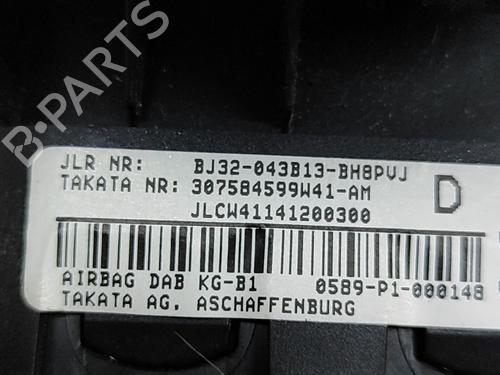 B-PARTS
JLR NR: BJ32-043B13-BH8PVJ
TAKATA NR: 307584599W41-AM
D
JLCW41141200300
AIRBAG DAB KG-B1 0589-P1-000148
TAKATA AG, ASCHAFFENBURG